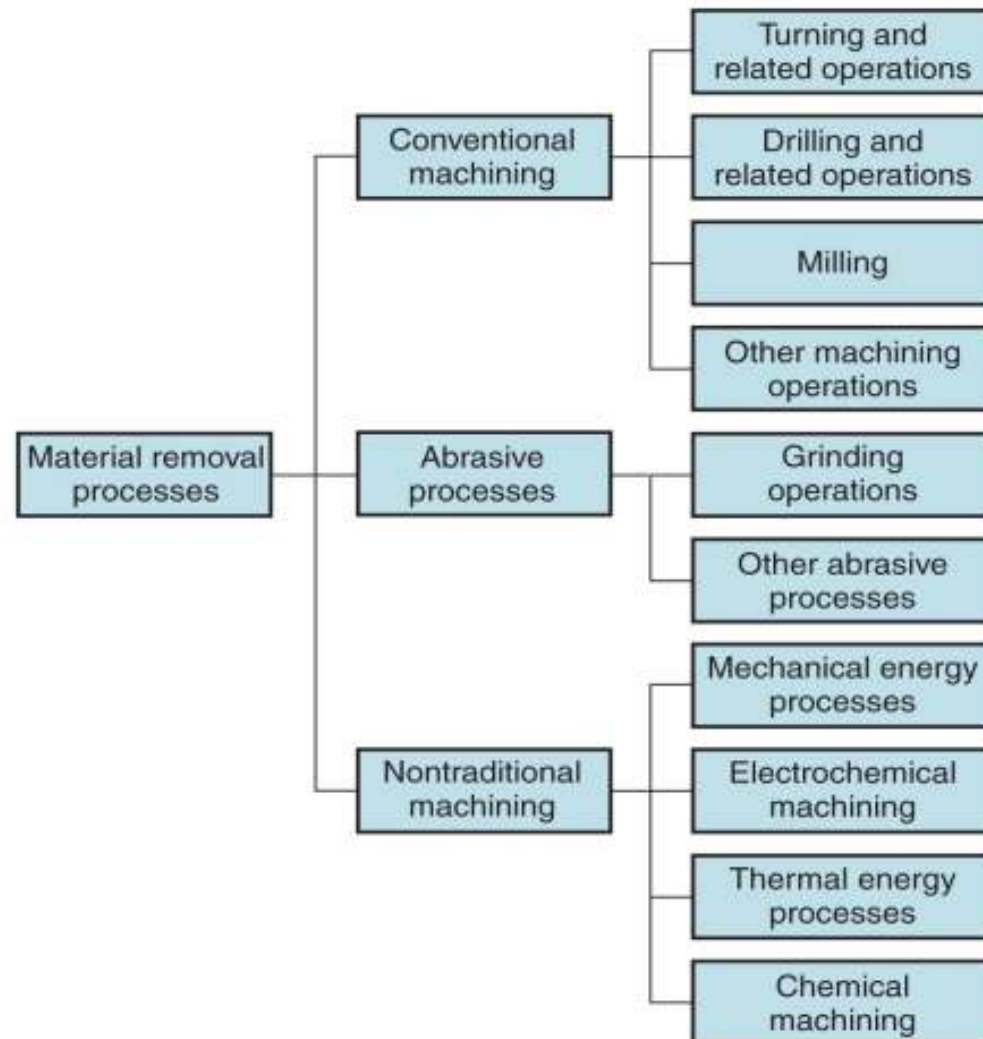 Turning and
related operations
Conventional
machining
Drilling and
related operations
Milling
Other machining
operations
Material removal
processes
Abrasive
processes
Grinding
operations
Other abrasive
processes
Mechanical energy
processes
Nontraditional
machining
Electrochemical
machining
Thermal energy
processes
Chemical
machining